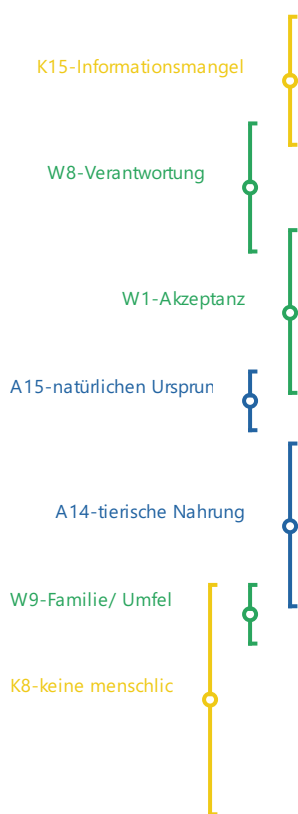 K15-Informationsmangel
W8-Verantwortung
W1-Akzeptanz
A15-natürlichen Ursprun
A14-tierische Nahrung
W9-Familie/ Umfel
K8-keine menschlic